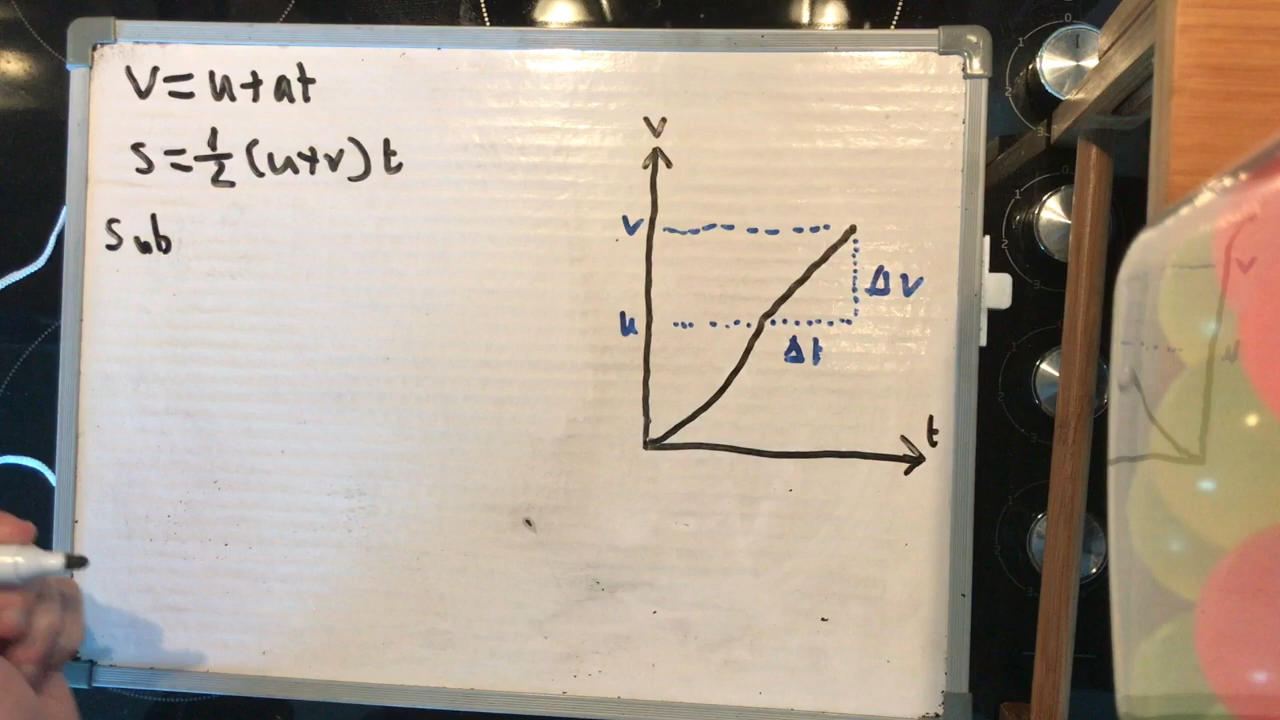 v=u+at
s=½(u+v)t
Sub
v
v
Δv
u
Δt
t